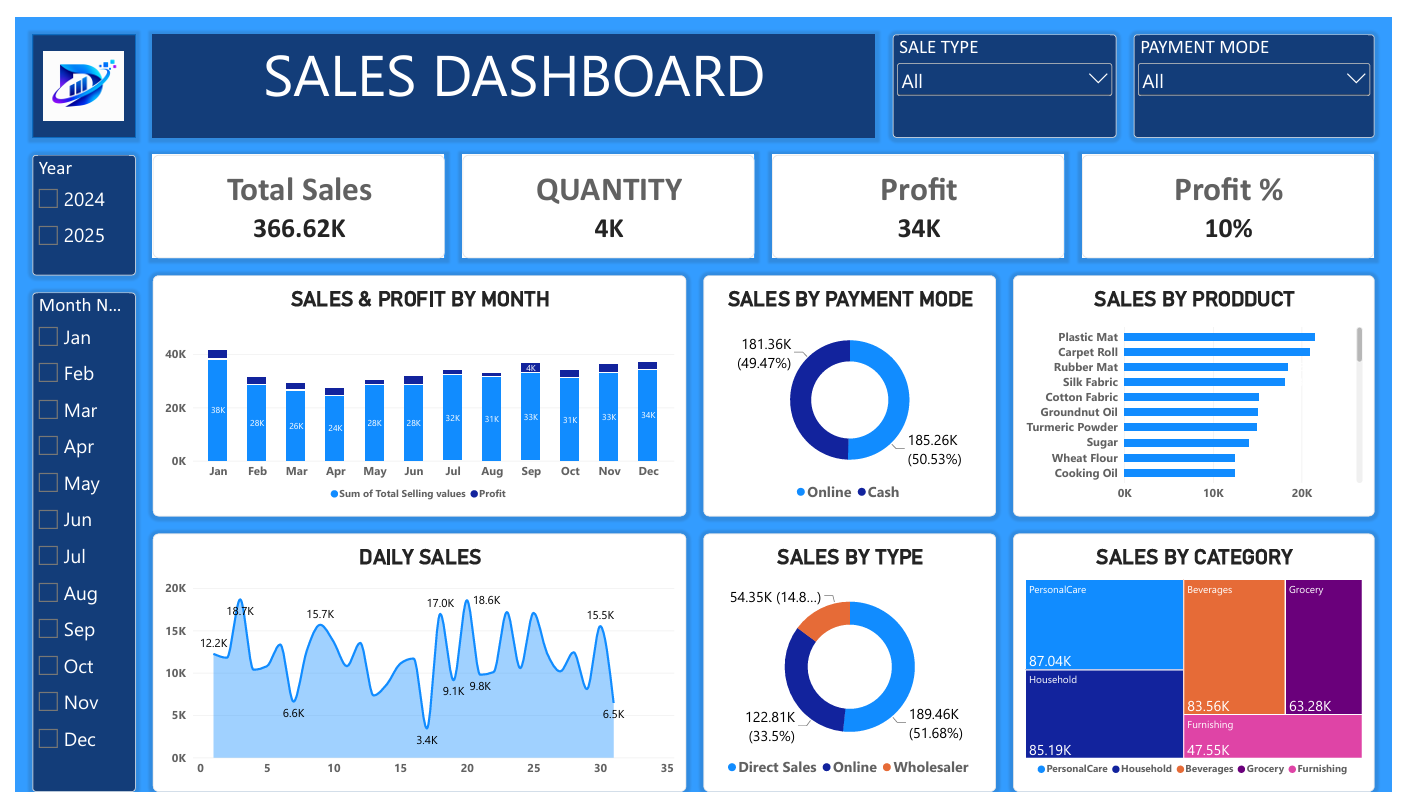 SALES DASHBOARD
SALE TYPE
All
PAYMENT MODE
All
Year
2024
2025
Total Sales
366.62K
QUANTITY
4K
Profit
34K
Profit %
10%
Month N...
Jan
Feb
Mar
Apr
May
Jun
Jul
Aug
Sep
Oct
Nov
Dec
SALES & PROFIT BY MONTH
40K
20K
0K
38K
28K
26K
24K
28K
28K
32K
31K
4K
33K
31K
33K
34K
Jan Feb Mar Apr May Jun Jul Aug Sep Oct Nov Dec
Sum of Total Selling values Profit
SALES BY PAYMENT MODE
181.36K
(49.47%)
185.26K
(50.53%)
Online Cash
SALES BY PRODDUCT
Plastic Mat
Carpet Roll
Rubber Mat
Silk Fabric
Cotton Fabric
Groundnut Oil
Turmeric Powder
Sugar
Wheat Flour
Cooking Oil
0K 10K 20K
DAILY SALES
20K
15K
10K
5K
0K
12.2K
18.7K
6.6K
15.7K
3.4K
17.0K
9.1K
18.6K
9.8K
15.5K
6.5K
0 5 10 15 20 25 30 35
SALES BY TYPE
54.35K (14.8...)
122.81K
(33.5%)
189.46K
(51.68%)
Direct Sales Online Wholesaler
SALES BY CATEGORY
PersonalCare
87.04K
Household
85.19K
Beverages
83.56K
Grocery
63.28K
Furnishing
47.55K
PersonalCare Household Beverages Grocery Furnishing